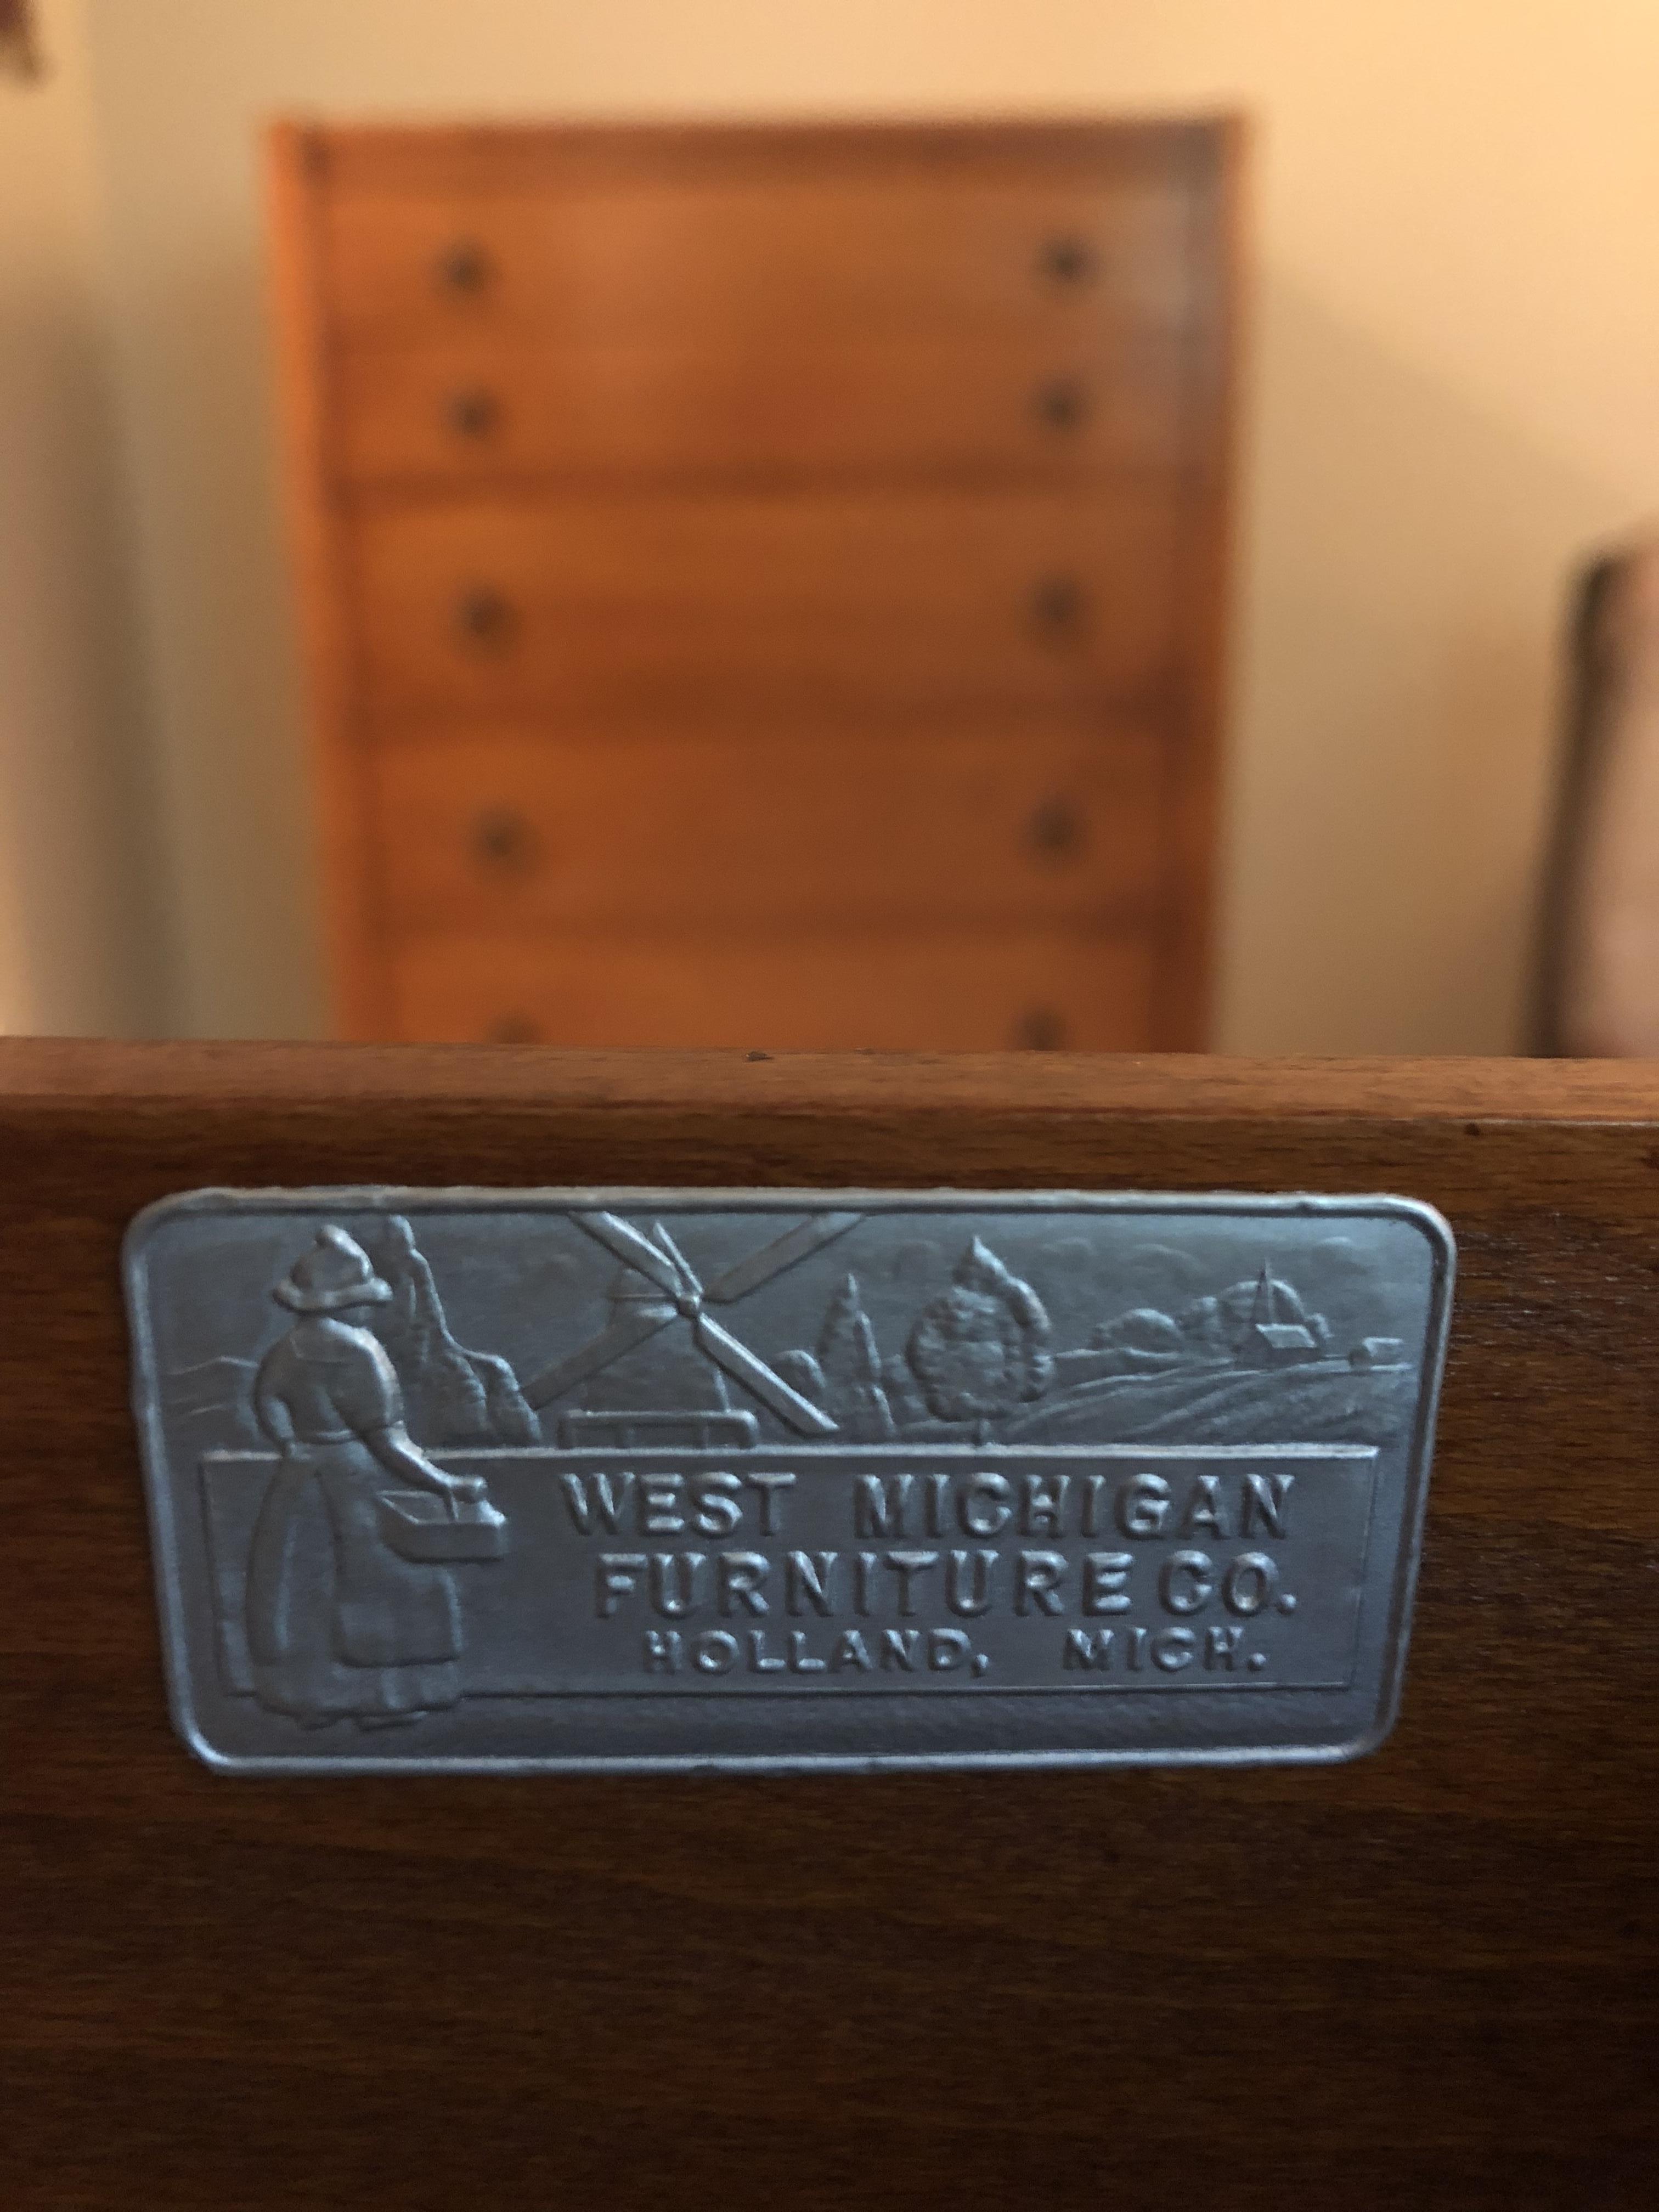 WEST MICHIGAN
FURNITURE CO.
HOLLAND, MICH.